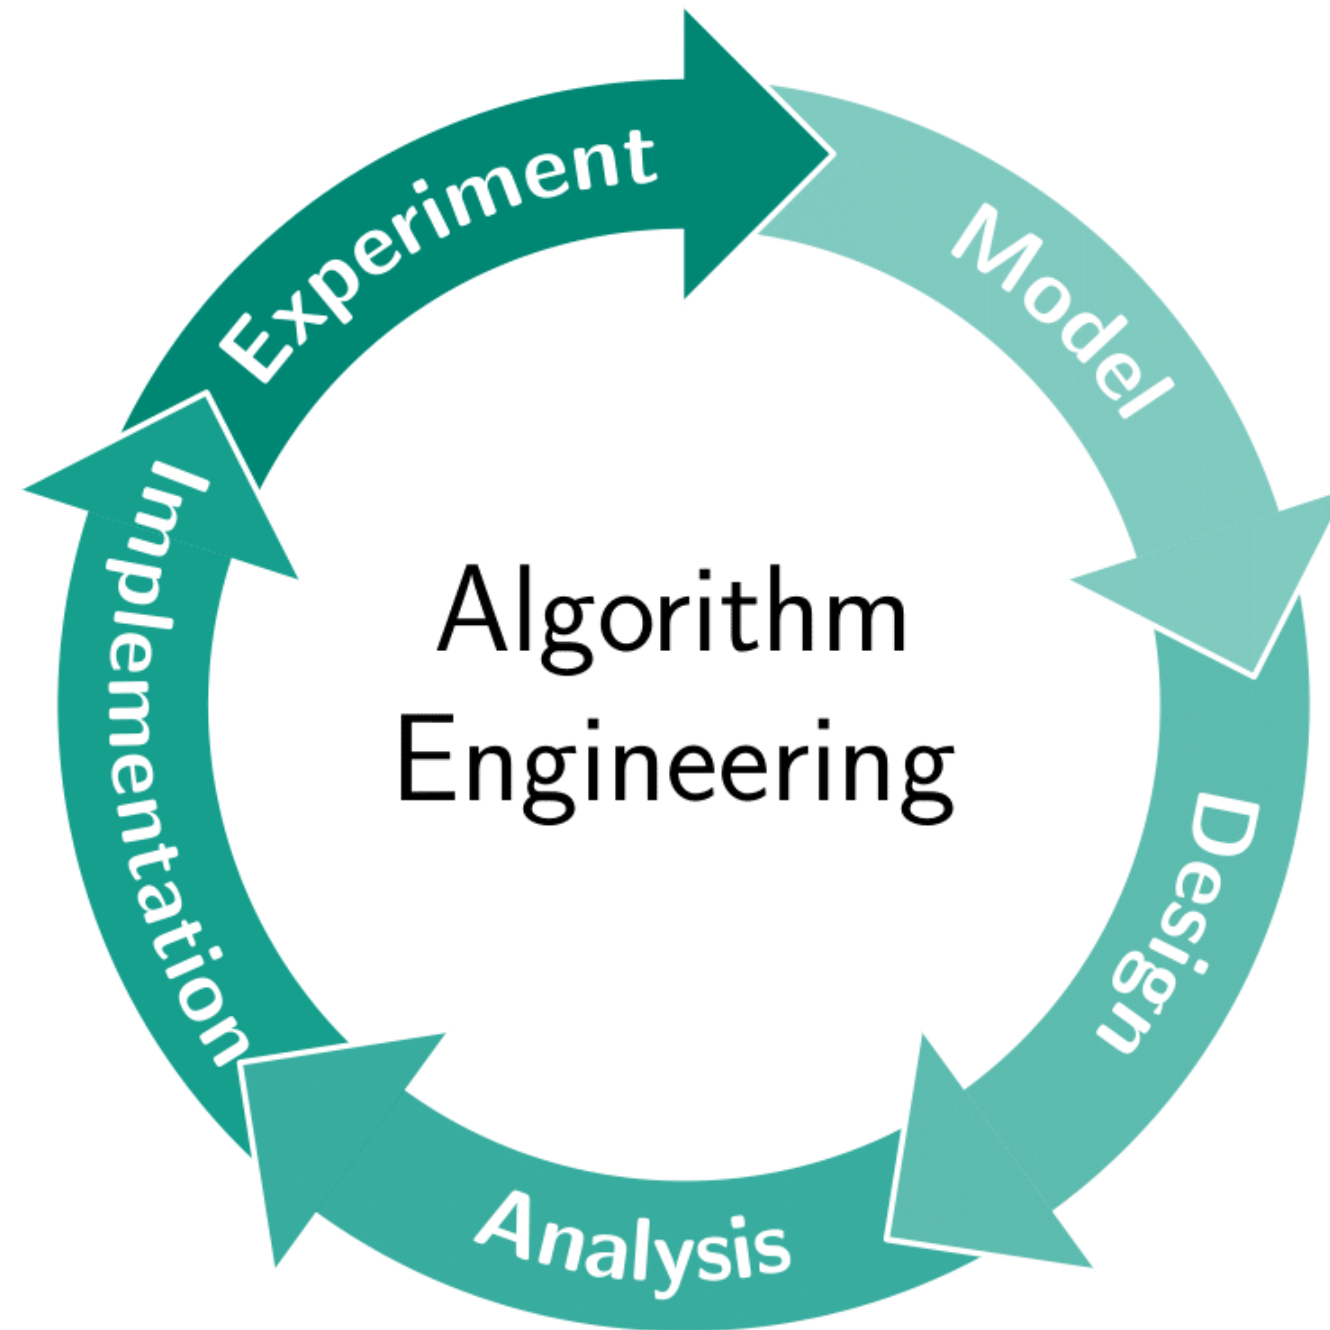 Experiment
Model
Design
Analysis
Implementation
Algorithm
Engineering